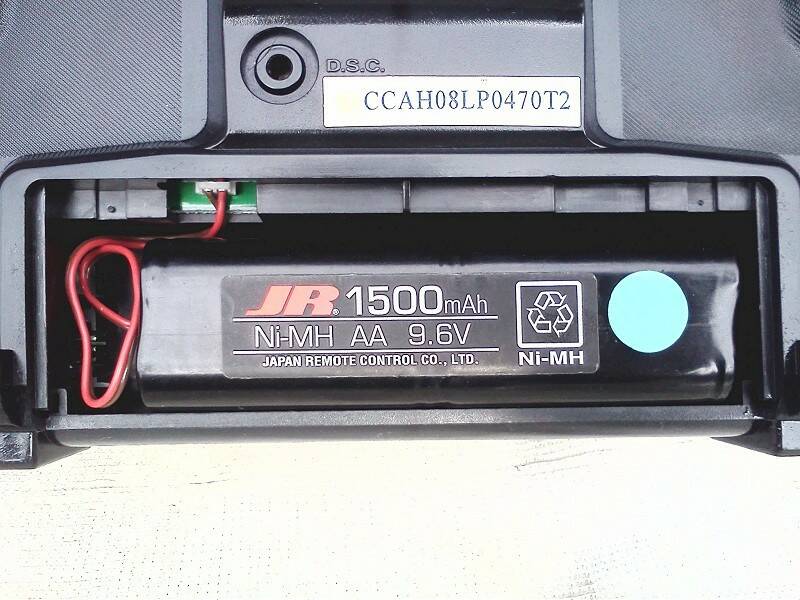 D.S.C.
CCAH08LP0470T2
JR® 1500mAh
Ni-MH AA 9.6V
JAPAN REMOTE CONTROL CO., LTD.
Ni-MH